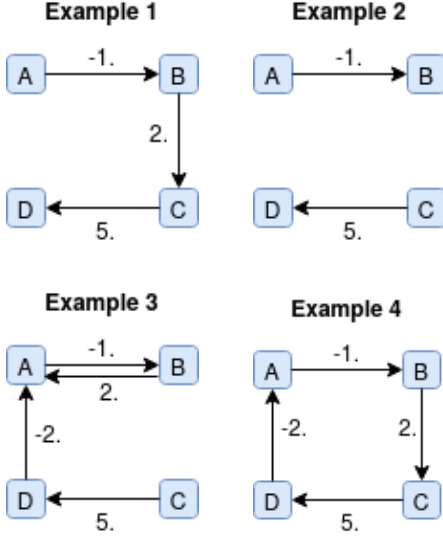 Example 1
A -1. B
2.
D 5. C
Example 2
A -1. B
D 5. C
Example 3
A -1. B
2.
-2.
D 5. C
Example 4
A -1. B
-2. 2.
D 5. C